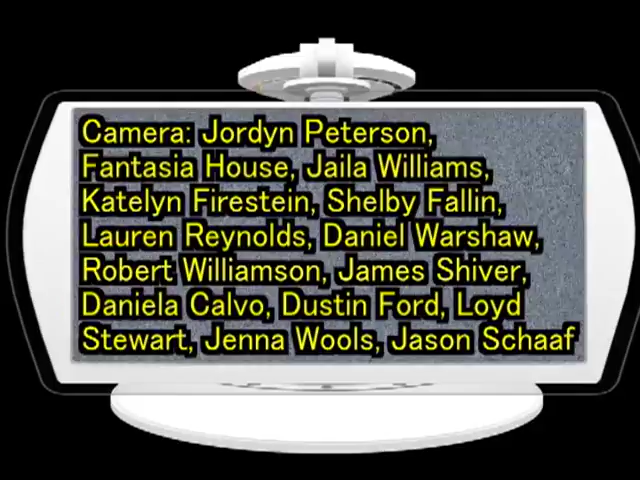 Camera: Jordyn Peterson,
Fantasia House, Jaila Williams,
Katelyn Firestein, Shelby Fallin,
Lauren Reynolds, Daniel Warshaw,
Robert Williamson, James Shiver,
Daniela Calvo, Dustin Ford, Loyd
Stewart, Jenna Wools, Jason Schaaf